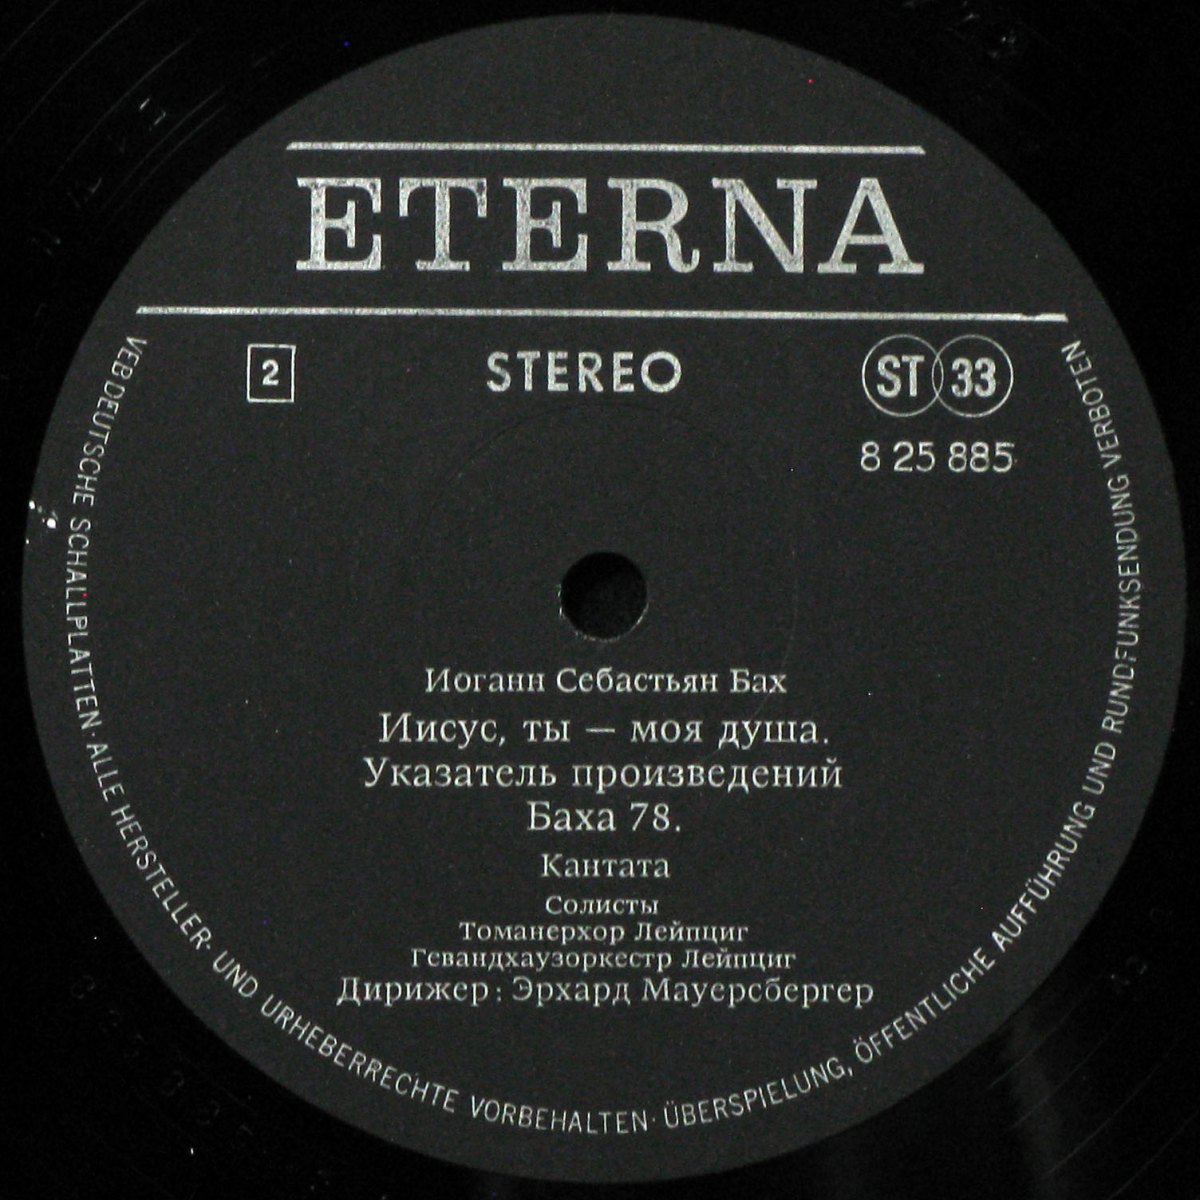 ETERNA
2
STEREO
ST 33
8 25 885
Иоганн Себастьян Бах
Иисус, ты — моя душа.
Указатель произведений
Баха 78.
Кантата
Солисты
Томанерхор Лейпциг
Гевандхаузоркестр Лейпциг
Дирижер: Эрхард Мауерсбергер
VEB DEUTSCHE SCHALLPLATTEN · ALLE HERSTELLER- UND URHEBERRECHTE VORBEHALTEN · ÜBERSPIELUNG, ÖFFENTLICHE AUFFÜHRUNG UND RUNDFUNKSENDUNG VERBOTEN